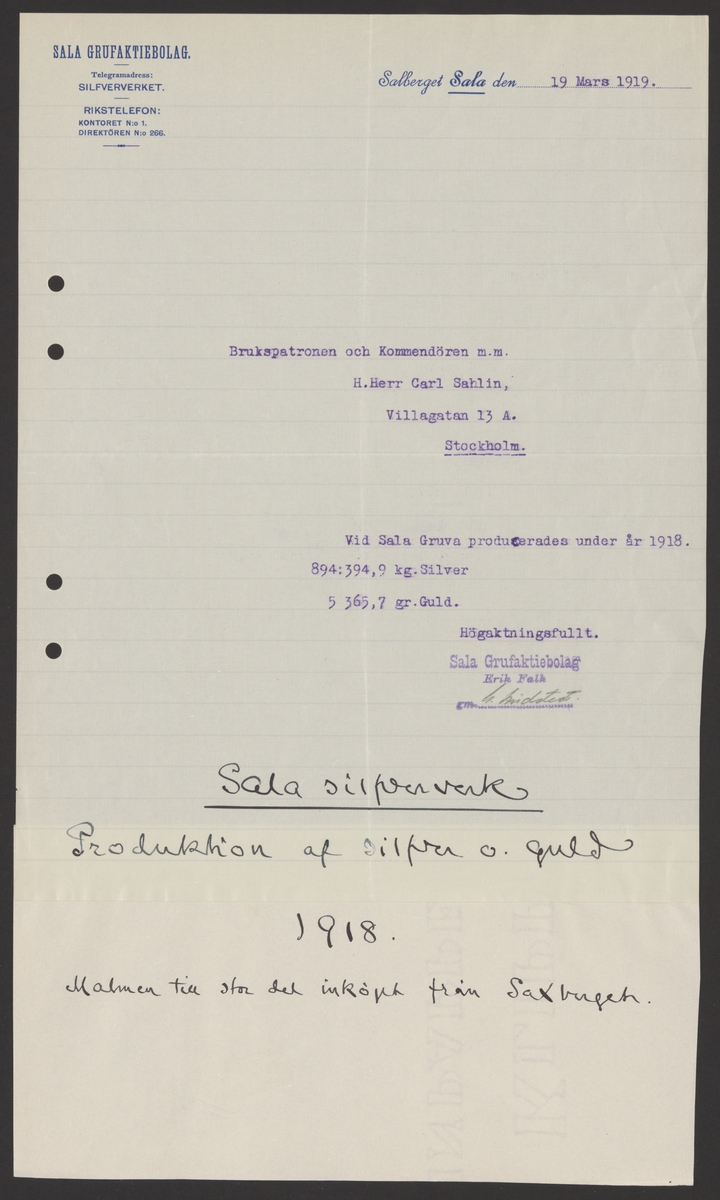 SALA GRUFAKTIEBOLAG.
Telegramadress:
SILFVERVERKET.
RIKSTELEFON:
KONTORET N:o 1.
DIREKTÖREN N:o 266.
Salberget Sala den 19 Mars 1919.
Brukspatronen och Kommendören m.m.
H.Herr Carl Sahlin,
Villagatan 13 A.
Stockholm.
Vid Sala Gruva producerades under år 1918.
894:394,9 kg.Silver
5 365,7 gr.Guld.
Högaktningsfullt.
Sala Grufaktiebolag
Erik Falk
gm.
Sala silfververk
Produktion af silfver o. guld
1918.
Malmen till stor del inköpt från Saxberget.